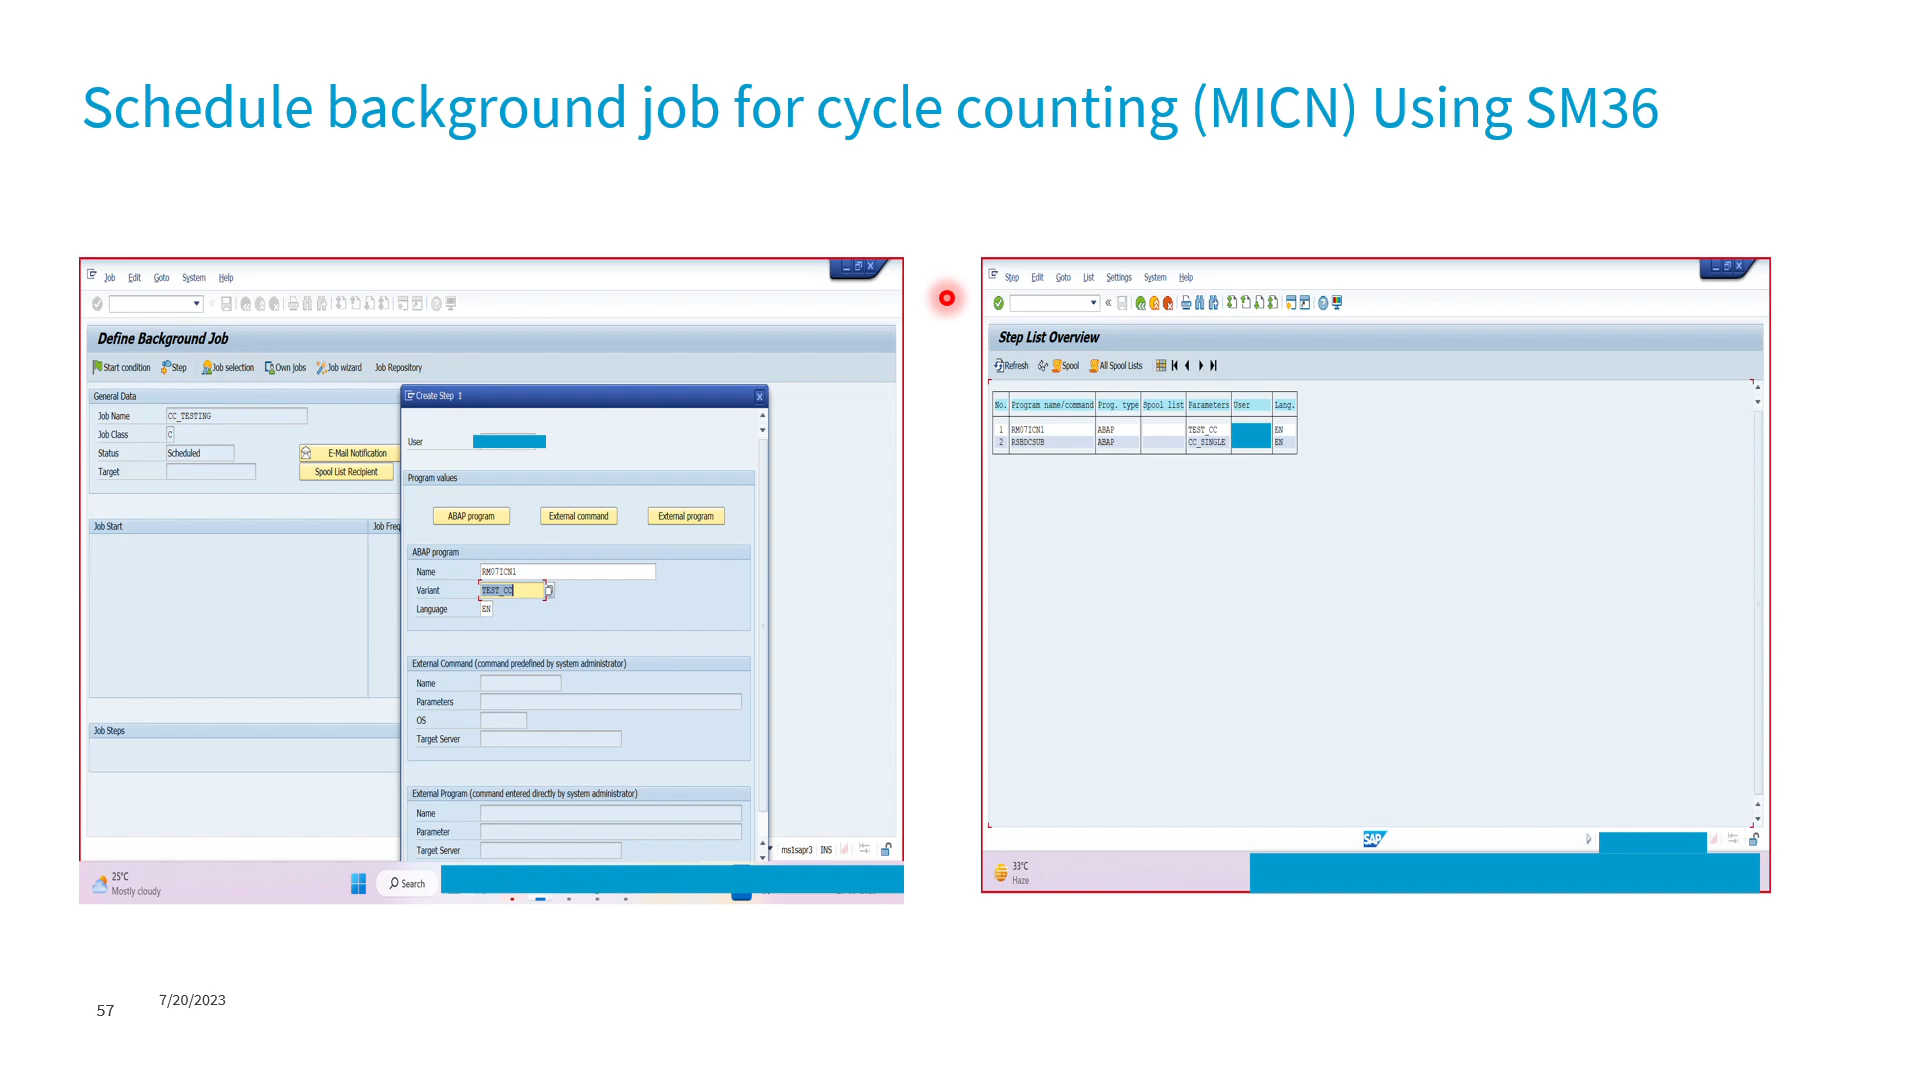 Schedule background job for cycle counting (MICN) Using SM36
Job Edit Goto System Help
Define Background Job
Start condition Step Job selection Own jobs Job wizard Job Repository
General Data
Job Name CC_TESTING
Job Class C
Status Scheduled E-Mail Notification
Target Spool List Recipient
Job Start Job Freq
Job Steps
Create Step 1
User
Program values
ABAP program External command External program
ABAP program
Name RM07ICN1
Variant TEST_CC
Language EN
External Command (command predefined by system administrator)
Name
Parameters
OS
Target Server
External Program (command entered directly by system administrator)
Name
Parameter
Target Server
ms1sapr3 INS
25°C
Mostly cloudy
Search
Step Edit Goto List Settings System Help
Step List Overview
Refresh Spool All Spool Lists
No. Program name/command Prog. type Spool list Parameters User Lang.
1 RM07ICN1 ABAP TEST_CC EN
2 RSBDCSUB ABAP CC_SINGLE EN
SAP
33°C
Haze
7/20/2023
57